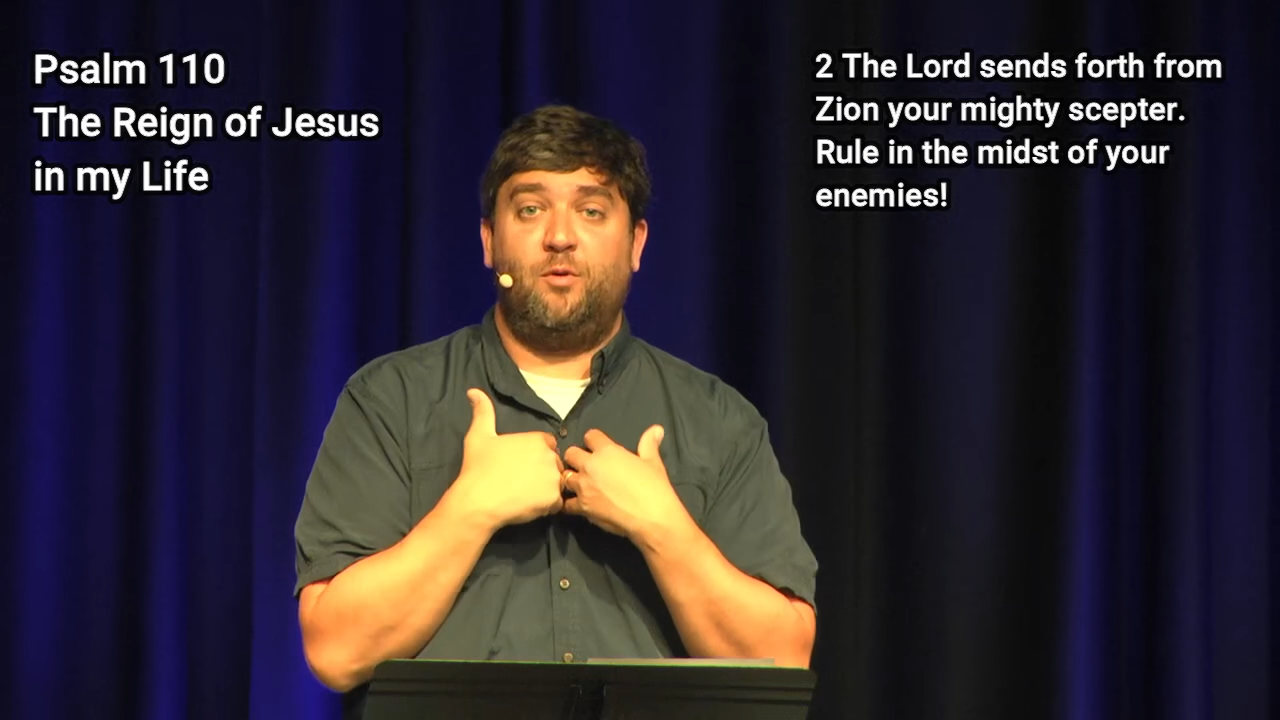 Psalm 110
The Reign of Jesus
in my Life
2 The Lord sends forth from
Zion your mighty scepter.
Rule in the midst of your
enemies!